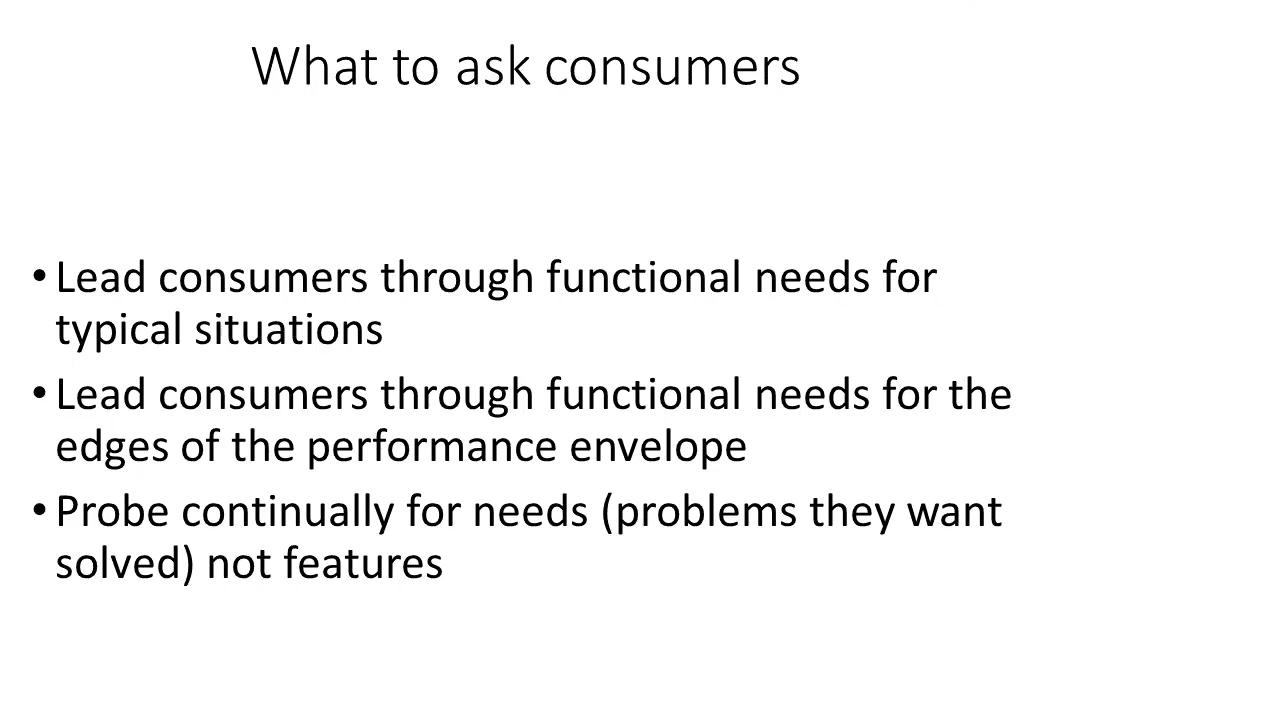 What to ask consumers
• Lead consumers through functional needs for
typical situations
• Lead consumers through functional needs for the
edges of the performance envelope
• Probe continually for needs (problems they want
solved) not features